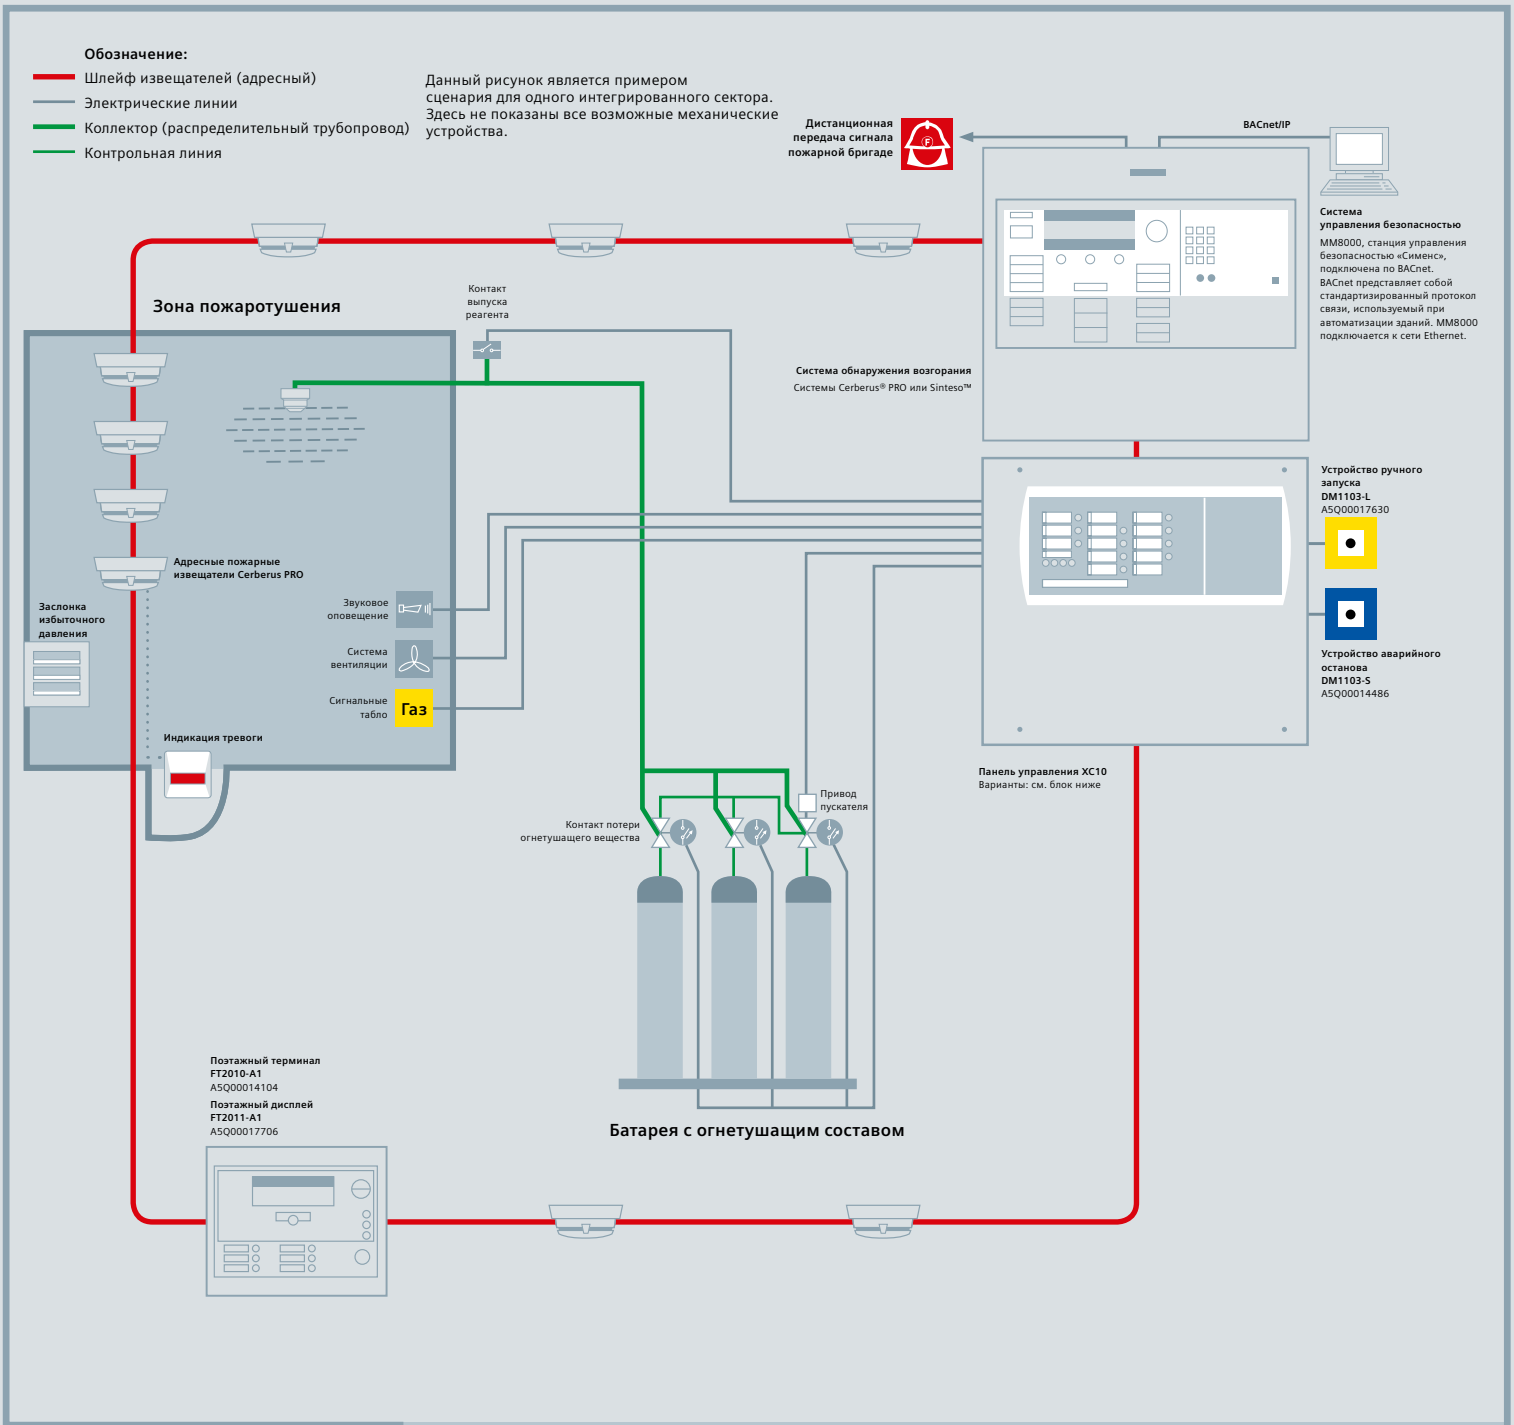 Обозначение:
Шлейф извещателей (адресный)
Электрические линии
Коллектор (распределительный трубопровод)
Контрольная линия
Данный рисунок является примером
сценария для одного интегрированного сектора.
Здесь не показаны все возможные механические
устройства.
Дистанционная
передача сигнала
пожарной бригаде
F
BACnet/IP
Система
управления безопасностью
MM8000, станция управления
безопасностью «Сименс»,
подключена по BACnet.
BACnet представляет собой
стандартизированный протокол
связи, используемый при
автоматизации зданий. MM8000
подключается к сети Ethernet.
Зона пожаротушения
Контакт
выпуска
реагента
Система обнаружения возгорания
Системы Cerberus® PRO или Sinteso™
Устройство ручного
запуска
DM1103-L
A5Q00017630
Адресные пожарные
извещатели Cerberus PRO
Заслонка
избыточного
давления
Звуковое
оповещение
Система
вентиляции
Сигнальные
табло
Газ
Индикация тревоги
Устройство аварийного
останова
DM1103-S
A5Q00014486
Панель управления XC10
Варианты: см. блок ниже
Привод
пускателя
Контакт потери
огнетушащего вещества
Поэтажный терминал
FT2010-A1
A5Q00014104
Поэтажный дисплей
FT2011-A1
A5Q00017706
Батарея с огнетушащим составом